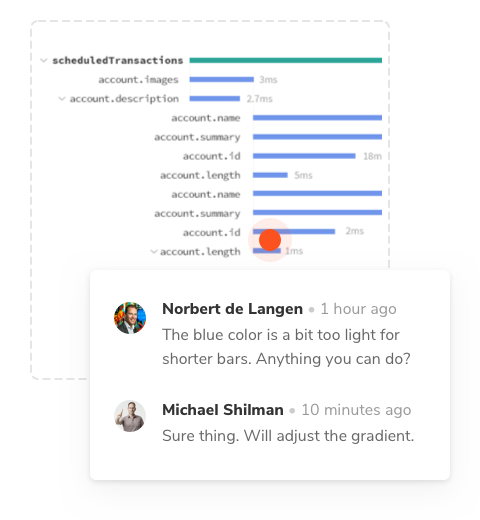 scheduledTransactions
account.images 3ms
account.description 2.7ms
account.name
account.summary
account.id 18m
account.length 5ms
account.name
account.summary
account.id 2ms
account.length 1ms
Norbert de Langen • 1 hour ago
The blue color is a bit too light for
shorter bars. Anything you can do?
Michael Shilman • 10 minutes ago
Sure thing. Will adjust the gradient.